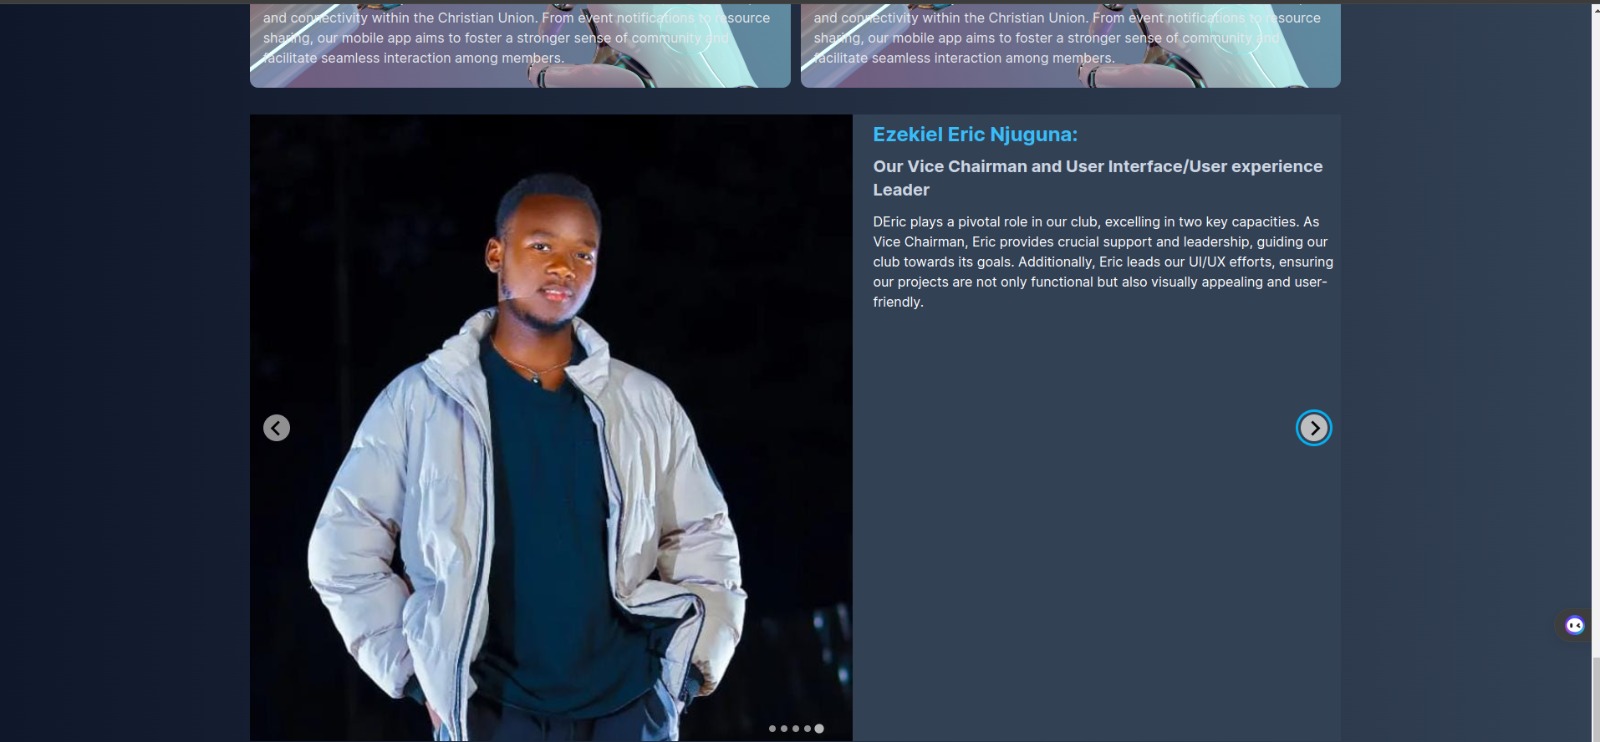 and connectivity within the Christian Union. From event notifications to resource
sharing, our mobile app aims to foster a stronger sense of community and
facilitate seamless interaction among members.
and connectivity within the Christian Union. From event notifications to resource
sharing, our mobile app aims to foster a stronger sense of community and
facilitate seamless interaction among members.
Ezekiel Eric Njuguna:
Our Vice Chairman and User Interface/User experience
Leader
DEric plays a pivotal role in our club, excelling in two key capacities. As
Vice Chairman, Eric provides crucial support and leadership, guiding our
club towards its goals. Additionally, Eric leads our UI/UX efforts, ensuring
our projects are not only functional but also visually appealing and user-
friendly.